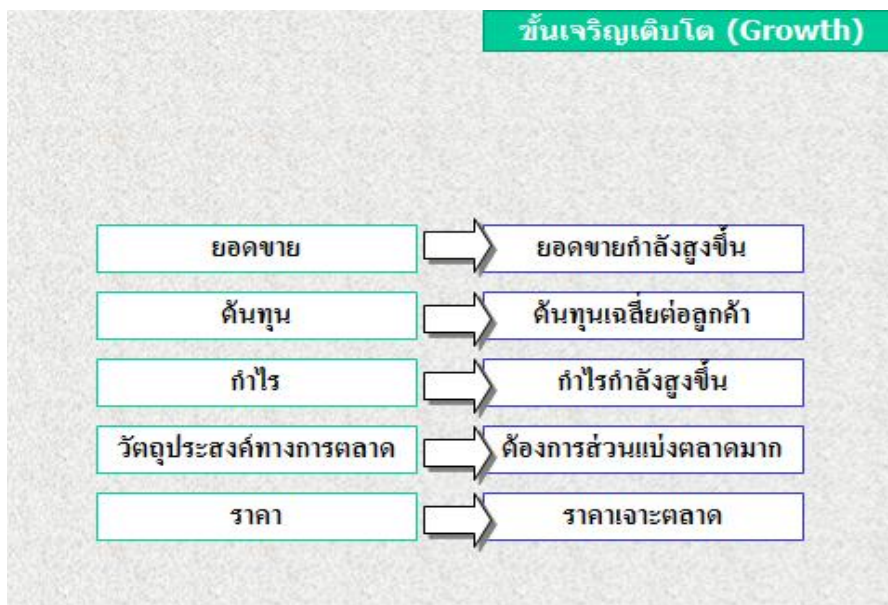 ขั้นเจริญเติบโต (Growth)
ยอดขาย
ยอดขายกำลังสูงขึ้น
ต้นทุน
ต้นทุนเฉลี่ยต่อลูกค้า
กำไร
กำไรกำลังสูงขึ้น
วัตถุประสงค์ทางการตลาด
ต้องการส่วนแบ่งตลาดมาก
ราคา
ราคาเจาะตลาด